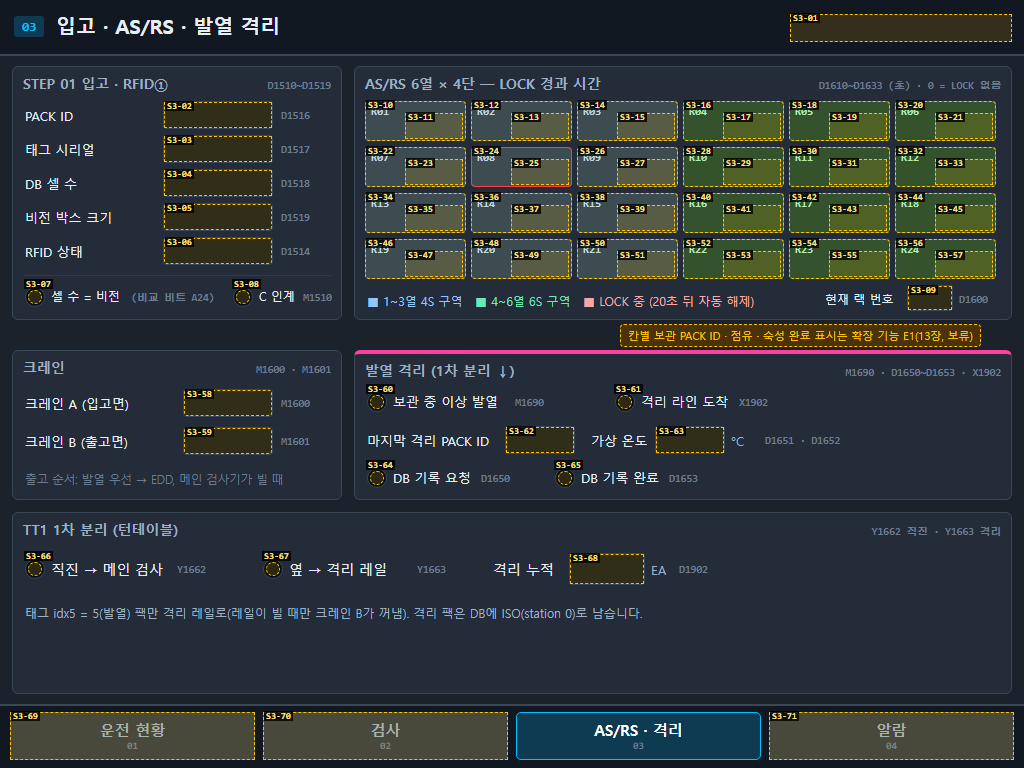 03 입고 · AS/RS · 발열 격리
S3-01
STEP 01 입고 · RFID①
D1510~D1519
S3-02
PACK ID
D1516
S3-03
태그 시리얼
D1517
S3-04
DB 셀 수
D1518
S3-05
비전 박스 크기
D1519
S3-06
RFID 상태
D1514
S3-07
셀 수 = 비전 (비교 비트 A24)
S3-08
C 인계 M1510
AS/RS 6열 × 4단 — LOCK 경과 시간
D1610~D1633 (초) · 0 = LOCK 없음
S3-10 S3-12 S3-14 S3-16 S3-18 S3-20
R01 R02 R03 R04 R05 R06
S3-11 S3-13 S3-15 S3-17 S3-19 S3-21
S3-22 S3-24 S3-26 S3-28 S3-30 S3-32
R07 R08 R09 R10 R11 R12
S3-23 S3-25 S3-27 S3-29 S3-31 S3-33
S3-34 S3-36 S3-38 S3-40 S3-42 S3-44
R13 R14 R15 R16 R17 R18
S3-35 S3-37 S3-39 S3-41 S3-43 S3-45
S3-46 S3-48 S3-50 S3-52 S3-54 S3-56
R19 R20 R21 R22 R23 R24
S3-47 S3-49 S3-51 S3-53 S3-55 S3-57
1~3열 4S 구역 4~6열 6S 구역 LOCK 중 (20초 뒤 자동 해제)
현재 랙 번호 S3-09 D1600
칸별 보관 PACK ID · 점유 · 숙성 완료 표시는 확장 기능 E1(13장, 보류)
크레인
M1600 · M1601
S3-58
크레인 A (입고면)
M1600
S3-59
크레인 B (출고면)
M1601
출고 순서: 발열 우선 → EDD, 메인 검사기가 빌 때
발열 격리 (1차 분리 ↓)
M1690 · D1650~D1653 · X1902
S3-60
보관 중 이상 발열 M1690
S3-61
격리 라인 도착 X1902
마지막 격리 PACK ID S3-62
가상 온도 S3-63 °C D1651 · D1652
S3-64
DB 기록 요청 D1650
S3-65
DB 기록 완료 D1653
TT1 1차 분리 (턴테이블)
Y1662 직진 · Y1663 격리
S3-66
직진 → 메인 검사 Y1662
S3-67
옆 → 격리 레일 Y1663
격리 누적 S3-68 EA D1902
태그 idx5 = 5(발열) 팩만 격리 레일로(레일이 빌 때만 크레인 B가 꺼냄). 격리 팩은 DB에 ISO(station 0)로 남습니다.
S3-69
운전 현황
01
S3-70
검사
02
AS/RS · 격리
03
S3-71
알람
04